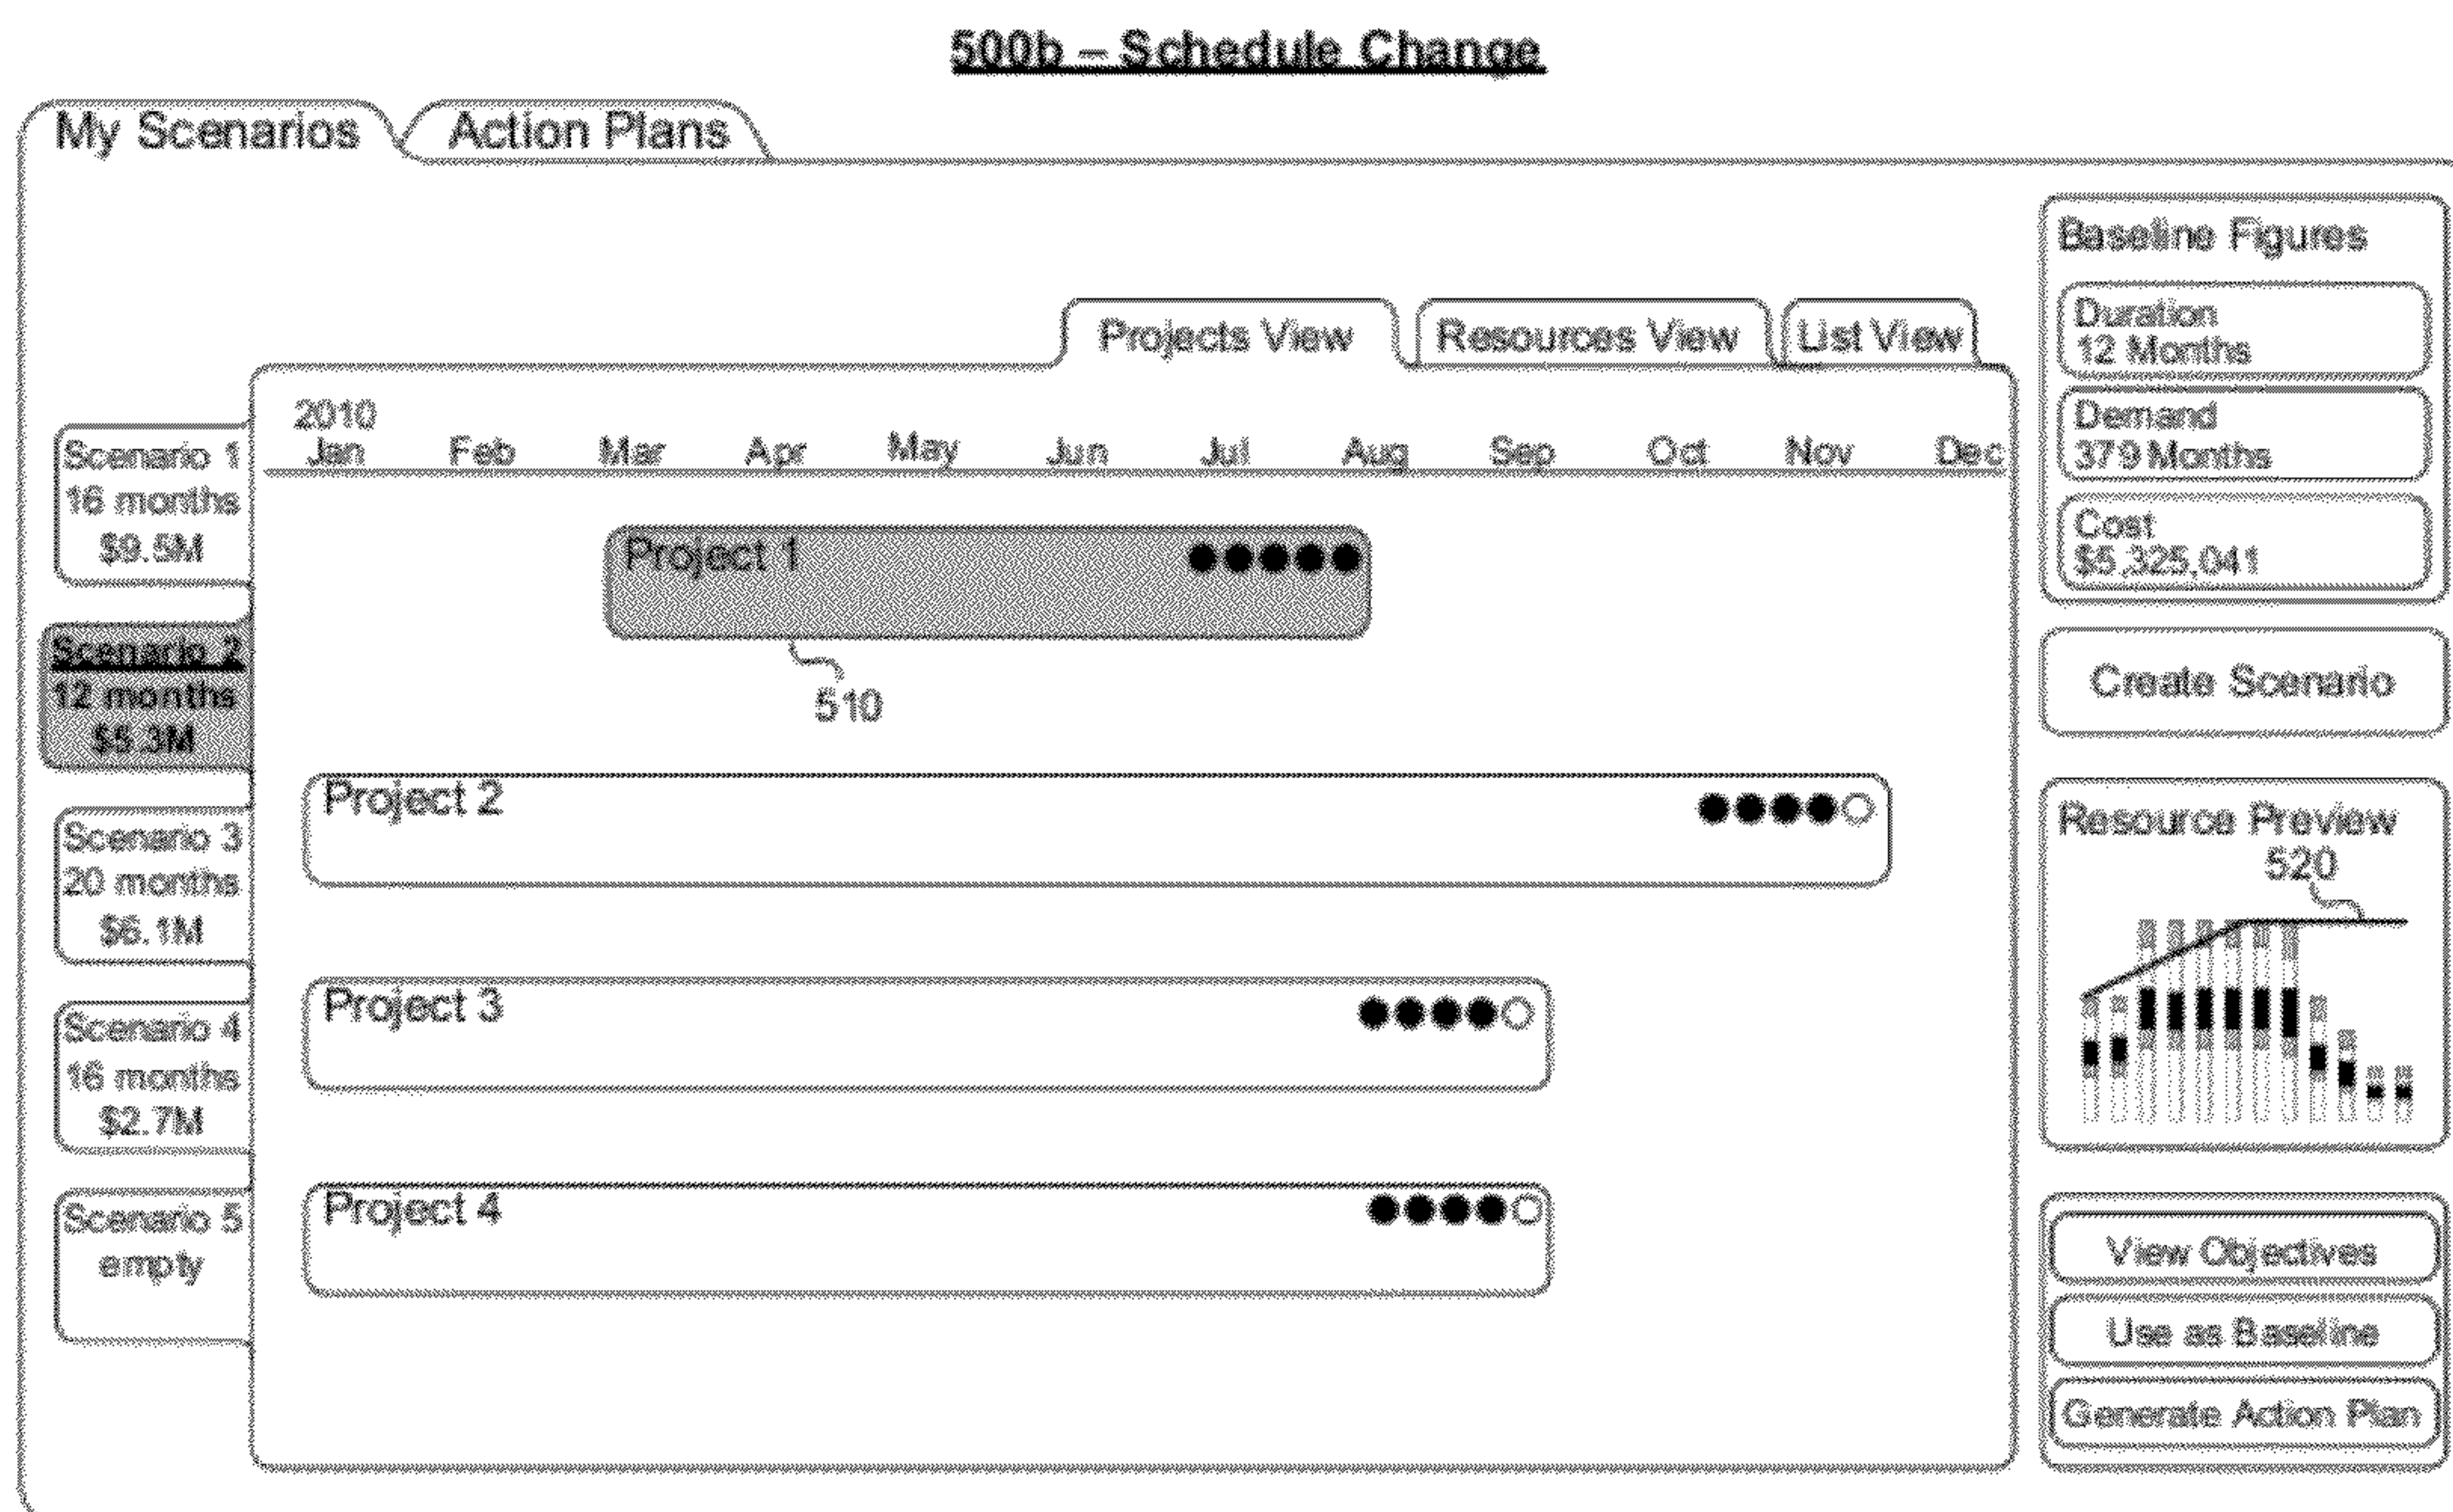 500b – Schedule Change
My Scenarios
Action Plans
Projects View
Resources View
List View
2010
Jan Feb Mar Apr May Jun Jul Aug Sep Oct Nov Dec
Scenario 1
16 months
$9.5M
Scenario 2
12 months
$5.3M
Scenario 3
20 months
$6.1M
Scenario 4
16 months
$2.7M
Scenario 5
empty
Project 1
510
Project 2
Project 3
Project 4
Baseline Figures
Duration
12 Months
Demand
379 Months
Cost
$5,325,041
Create Scenario
Resource Preview
520
View Objectives
Use as Baseline
Generate Action Plan